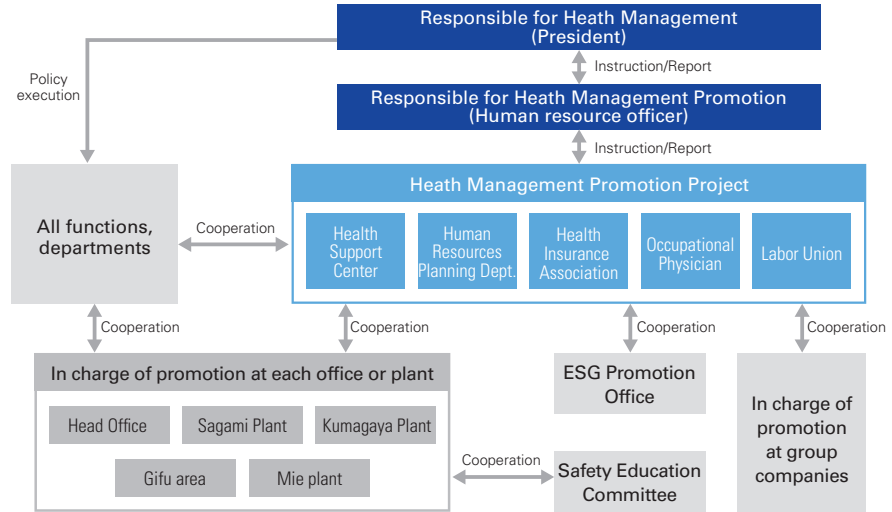 Responsible for Heath Management
(President)
Policy
execution
Instruction/Report
Responsible for Heath Management Promotion
(Human resource officer)
Instruction/Report
All functions,
departments
Cooperation
Heath Management Promotion Project
Health
Support
Center
Human
Resources
Planning Dept.
Health
Insurance
Association
Occupational
Physician
Labor Union
Cooperation
Cooperation
Cooperation
Cooperation
In charge of promotion at each office or plant
Head Office
Sagami Plant
Kumagaya Plant
Gifu area
Mie plant
ESG Promotion
Office
Cooperation
Safety Education
Committee
In charge of
promotion
at group
companies